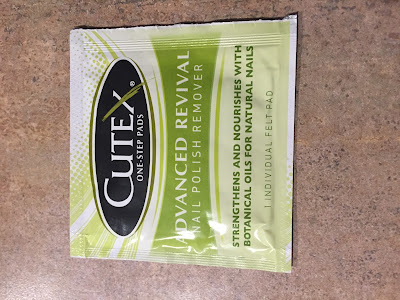 CUTEX
ONE-STEP PADS
ADVANCED REVIVAL
NAIL POLISH REMOVER
STRENGTHENS AND NOURISHES WITH
BOTANICAL OILS FOR NATURAL NAILS
1 INDIVIDUAL FELT PAD